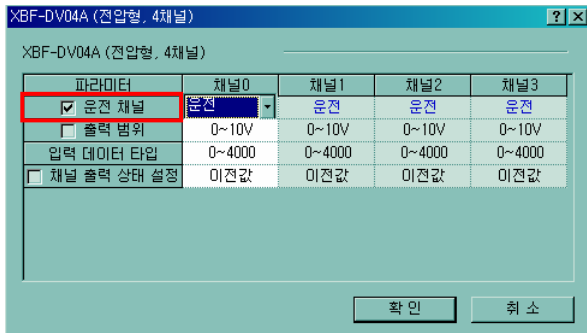 XBF-DV04A (전압형, 4채널)
XBF-DV04A (전압형, 4채널)
파라미터 채널0 채널1 채널2 채널3
운전 채널 운전 운전 운전 운전
출력 범위 0~10V 0~10V 0~10V 0~10V
입력 데이터 타입 0~4000 0~4000 0~4000 0~4000
채널 출력 상태 설정 이전값 이전값 이전값 이전값
확 인 취 소